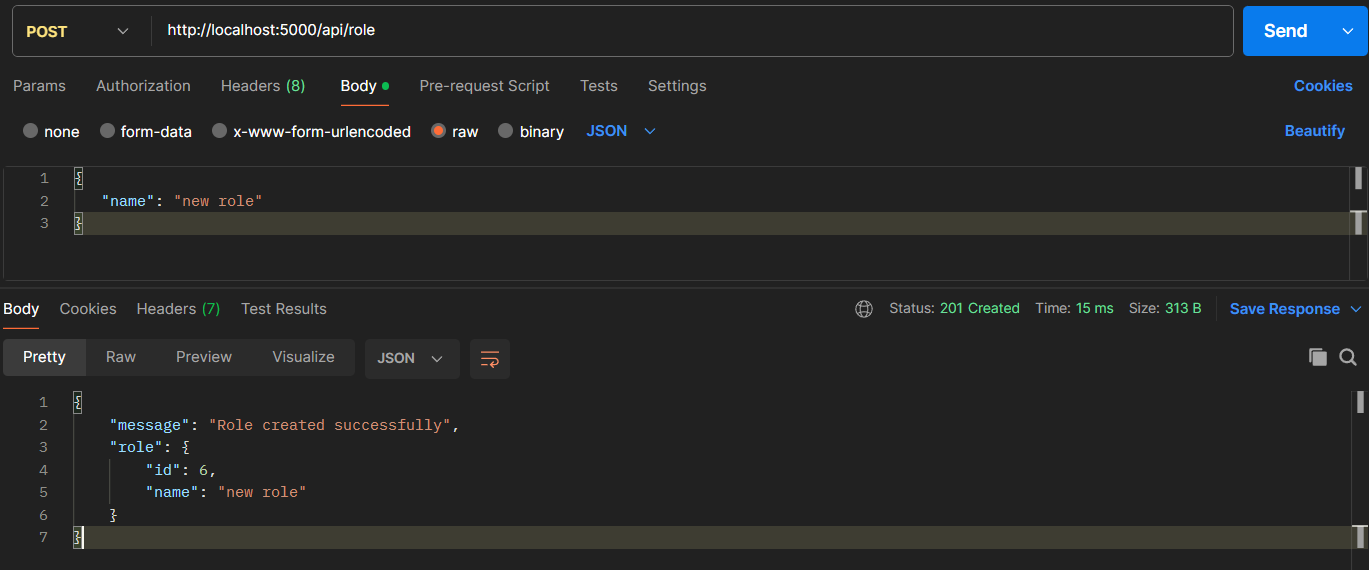 POST http://localhost:5000/api/role Send
Params Authorization Headers (8) Body Pre-request Script Tests Settings Cookies
none form-data x-www-form-urlencoded raw binary JSON Beautify
1 {
2 "name": "new role"
3 }
Body Cookies Headers (7) Test Results Status: 201 Created Time: 15 ms Size: 313 B Save Response
Pretty Raw Preview Visualize JSON
1 {
2 "message": "Role created successfully",
3 "role": {
4 "id": 6,
5 "name": "new role"
6 }
7 }